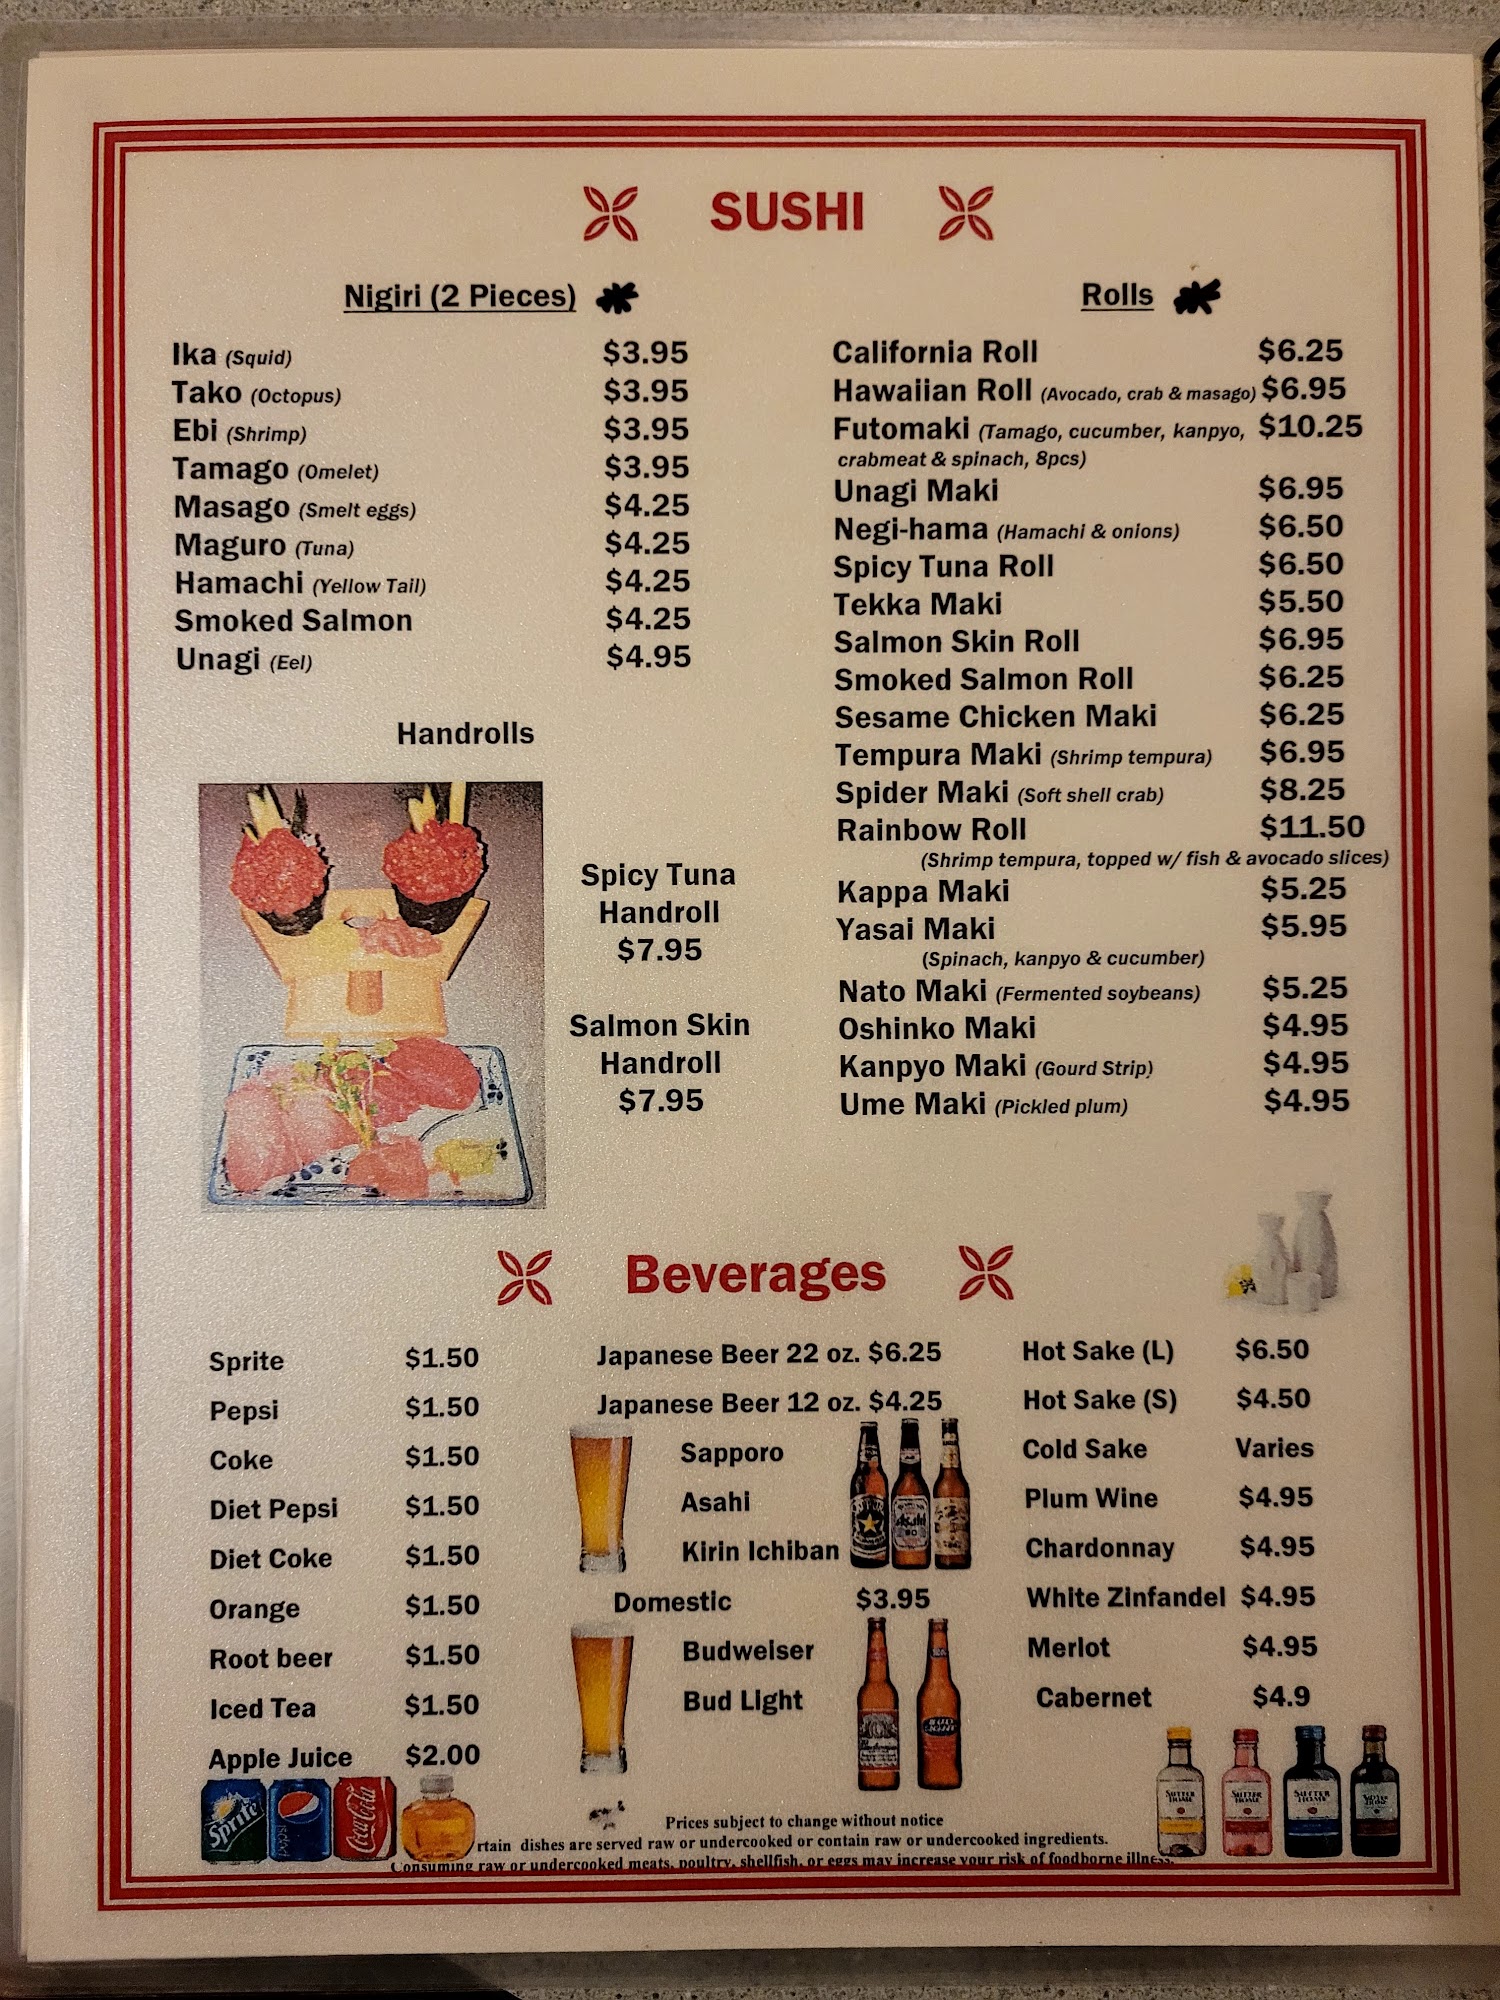 SUSHI
Nigiri (2 Pieces)
Ika (Squid) $3.95
Tako (Octopus) $3.95
Ebi (Shrimp) $3.95
Tamago (Omelet) $3.95
Masago (Smelt eggs) $4.25
Maguro (Tuna) $4.25
Hamachi (Yellow Tail) $4.25
Smoked Salmon $4.25
Unagi (Eel) $4.95
Handrolls
Spicy Tuna
Handroll
$7.95
Salmon Skin
Handroll
$7.95
Rolls
California Roll $6.25
Hawaiian Roll (Avocado, crab & masago) $6.95
Futomaki (Tamago, cucumber, kanpyo, $10.25
crabmeat & spinach, 8pcs)
Unagi Maki $6.95
Negi-hama (Hamachi & onions) $6.50
Spicy Tuna Roll $6.50
Tekka Maki $5.50
Salmon Skin Roll $6.95
Smoked Salmon Roll $6.25
Sesame Chicken Maki $6.25
Tempura Maki (Shrimp tempura) $6.95
Spider Maki (Soft shell crab) $8.25
Rainbow Roll $11.50
(Shrimp tempura, topped w/ fish & avocado slices)
Kappa Maki $5.25
Yasai Maki $5.95
(Spinach, kanpyo & cucumber)
Nato Maki (Fermented soybeans) $5.25
Oshinko Maki $4.95
Kanpyo Maki (Gourd Strip) $4.95
Ume Maki (Pickled plum) $4.95
Beverages
Sprite $1.50
Pepsi $1.50
Coke $1.50
Diet Pepsi $1.50
Diet Coke $1.50
Orange $1.50
Root beer $1.50
Iced Tea $1.50
Apple Juice $2.00
Sprite
Coca-Cola
Japanese Beer 22 oz. $6.25
Japanese Beer 12 oz. $4.25
Sapporo
Asahi
Kirin Ichiban
Asahi
Domestic $3.95
Budweiser
Bud Light
BUD
LIGHT
Hot Sake (L) $6.50
Hot Sake (S) $4.50
Cold Sake Varies
Plum Wine $4.95
Chardonnay $4.95
White Zinfandel $4.95
Merlot $4.95
Cabernet $4.9
SUTTER
HOME
SUTTER
HOME
SUTTER
HOME
SUTTER
HOME
Prices subject to change without notice
rtain dishes are served raw or undercooked or contain raw or undercooked ingredients.
Consuming raw or undercooked meats, poultry, shellfish, or eggs may increase your risk of foodborne illness.